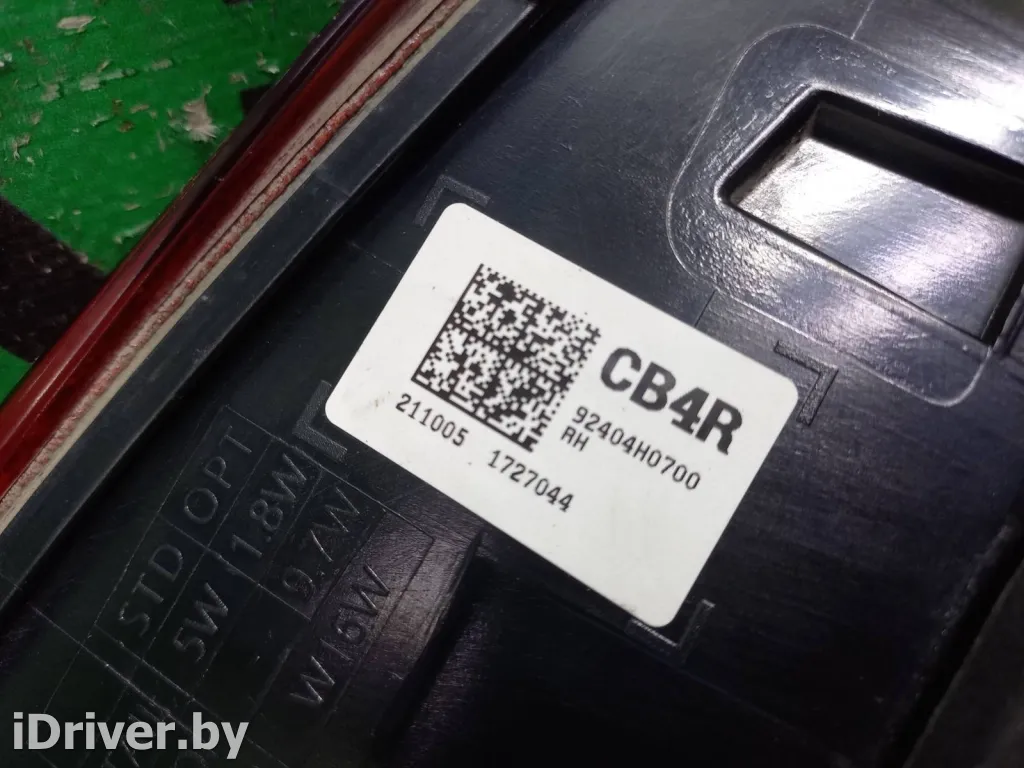 CB4R
92404H0700
RH
211005 1727044
STD OPT
5W 1.8W
9.7W
W16W
iDriver.by